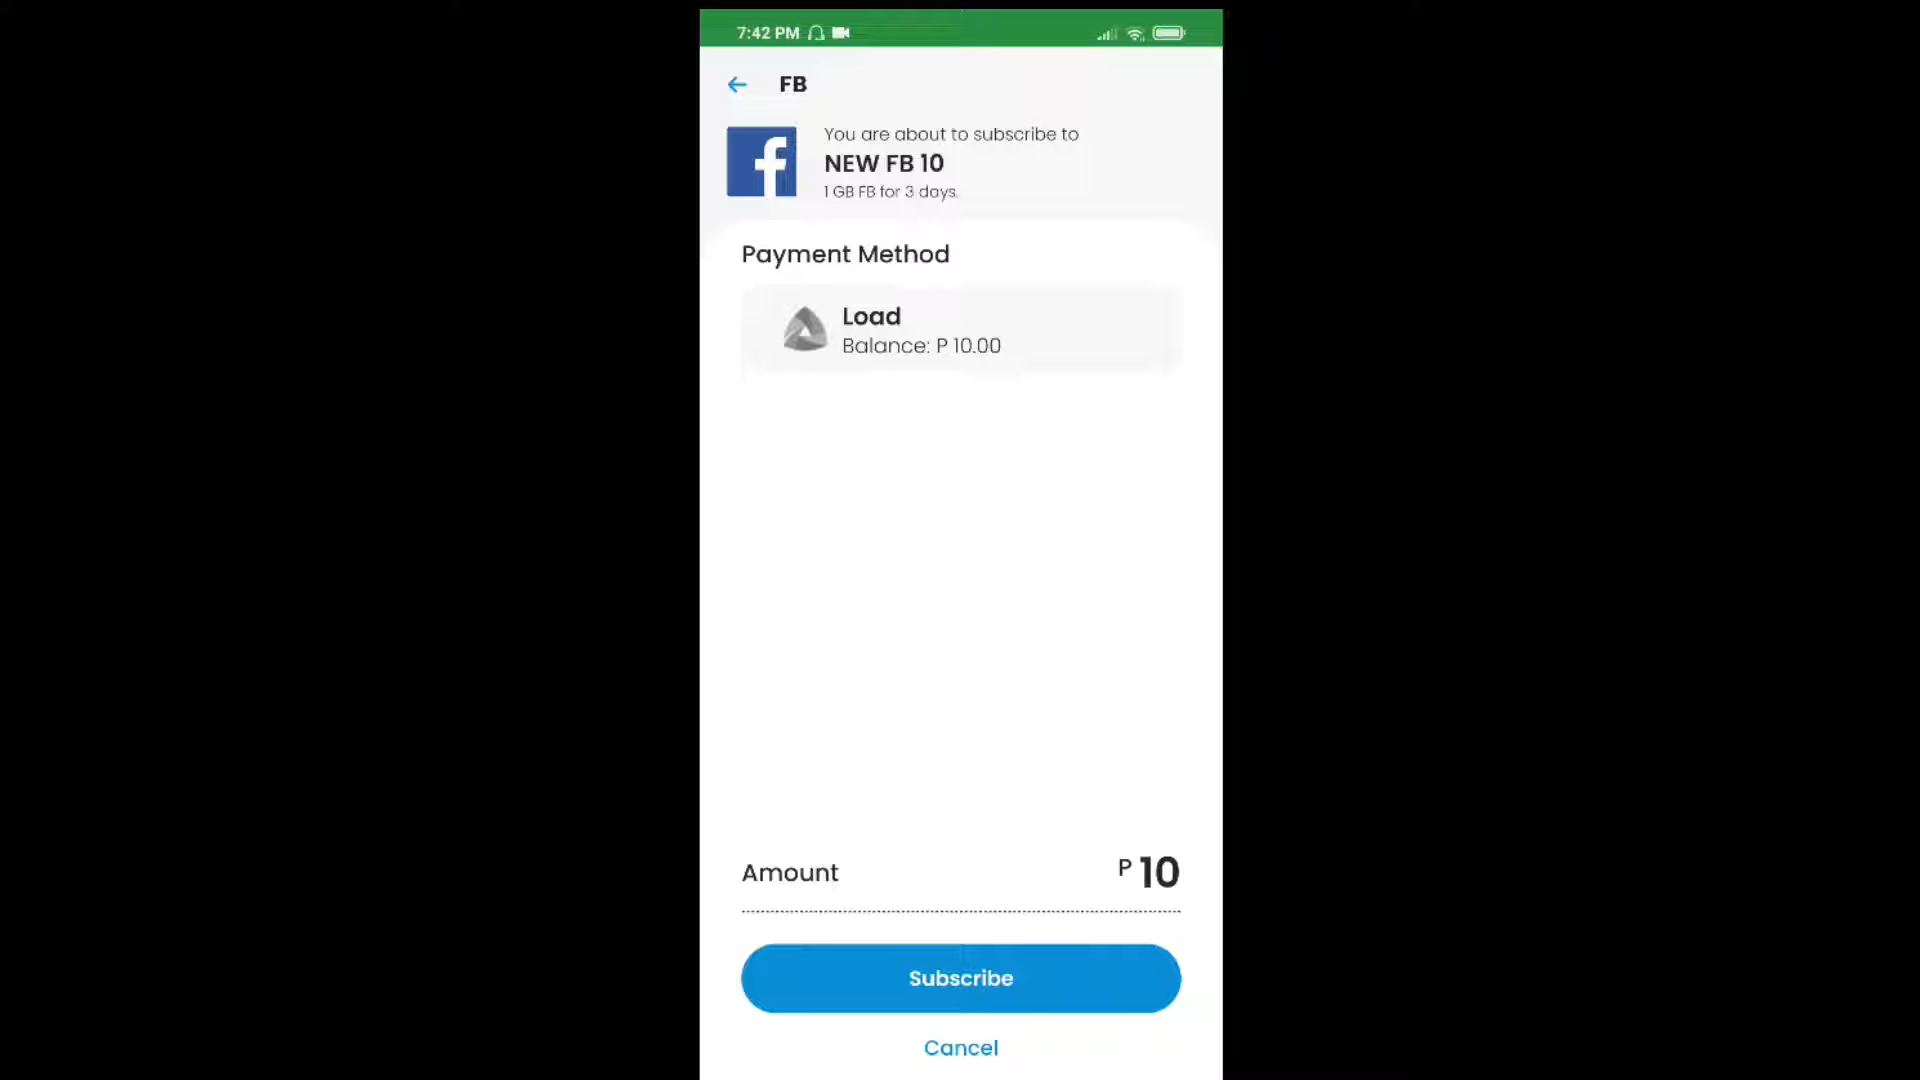 7:42 PM
FB
You are about to subscribe to
NEW FB 10
1 GB FB for 3 days.
Payment Method
Load
Balance: P 10.00
Amount
P 10
Subscribe
Cancel